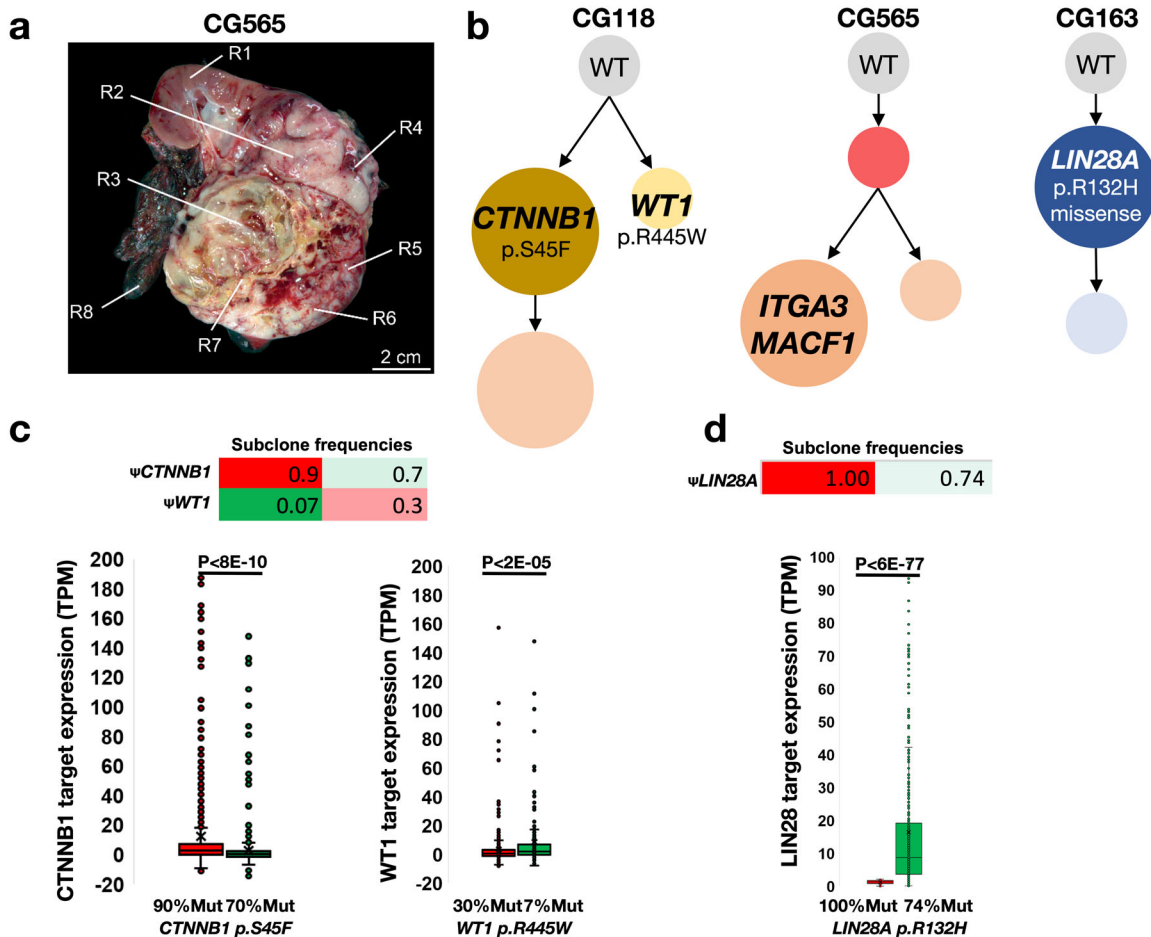 a
CG565
R1
R2
R3
R4
R5
R6
R7
R8
2 cm
b
CG118
WT
CTNNB1
p.S45F
WT1
p.R445W
CG565
WT
ITGA3
MACF1
CG163
WT
LIN28A
p.R132H
missense
c
Subclone frequencies
ψCTNNB1 0.9 0.7
ψWT1 0.07 0.3
CTNNB1 target expression (TPM)
200
180
160
140
120
100
80
60
40
20
0
-20
P<8E-10
90%Mut 70%Mut
CTNNB1 p.S45F
WT1 target expression (TPM)
200
180
160
140
120
100
80
60
40
20
0
-20
P<2E-05
30%Mut 7%Mut
WT1 p.R445W
d
Subclone frequencies
ψLIN28A 1.00 0.74
LIN28 target expression (TPM)
100
90
80
70
60
50
40
30
20
10
0
P<6E-77
100%Mut 74%Mut
LIN28A p.R132H